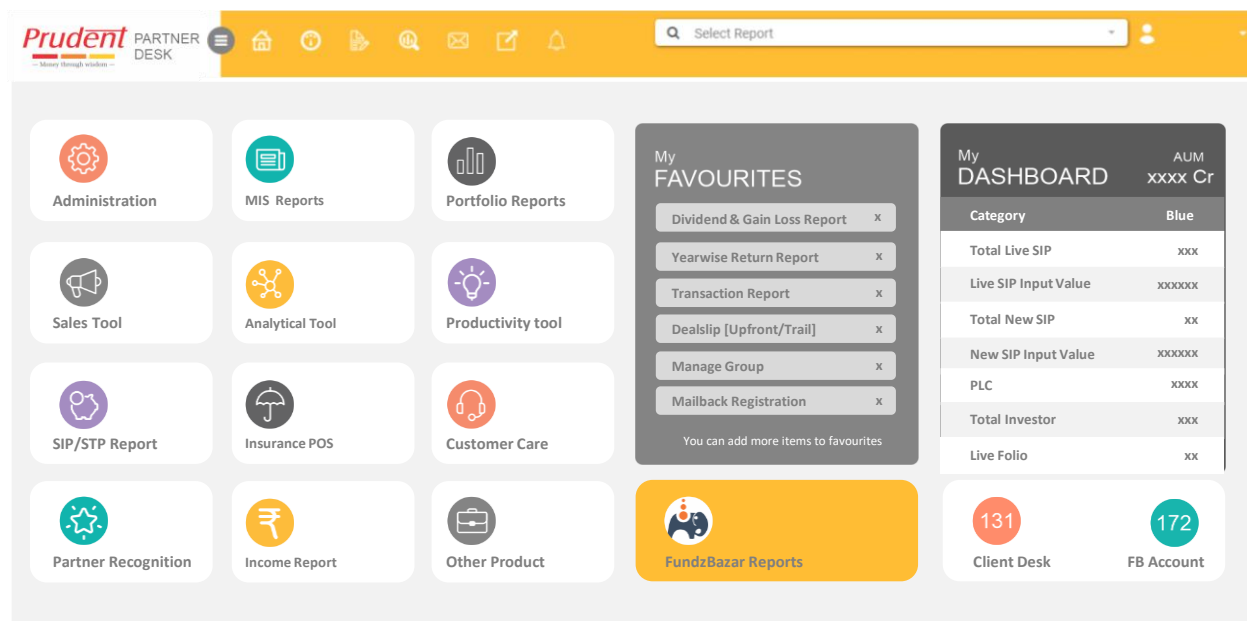 Prudent
— Money through wisdom —
PARTNER
DESK
Select Report
Administration
MIS Reports
Portfolio Reports
Sales Tool
Analytical Tool
Productivity tool
SIP/STP Report
Insurance POS
Customer Care
Partner Recognition
Income Report
Other Product
My
FAVOURITES
Dividend & Gain Loss Report x
Yearwise Return Report x
Transaction Report x
Dealslip [Upfront/Trail] x
Manage Group x
Mailback Registration x
You can add more items to favourites
FundzBazar Reports
My AUM
DASHBOARD xxxx Cr
Category Blue
Total Live SIP xxx
Live SIP Input Value xxxxxx
Total New SIP xx
New SIP Input Value xxxxxx
PLC xxxx
Total Investor xxx
Live Folio xx
131 172
Client Desk FB Account